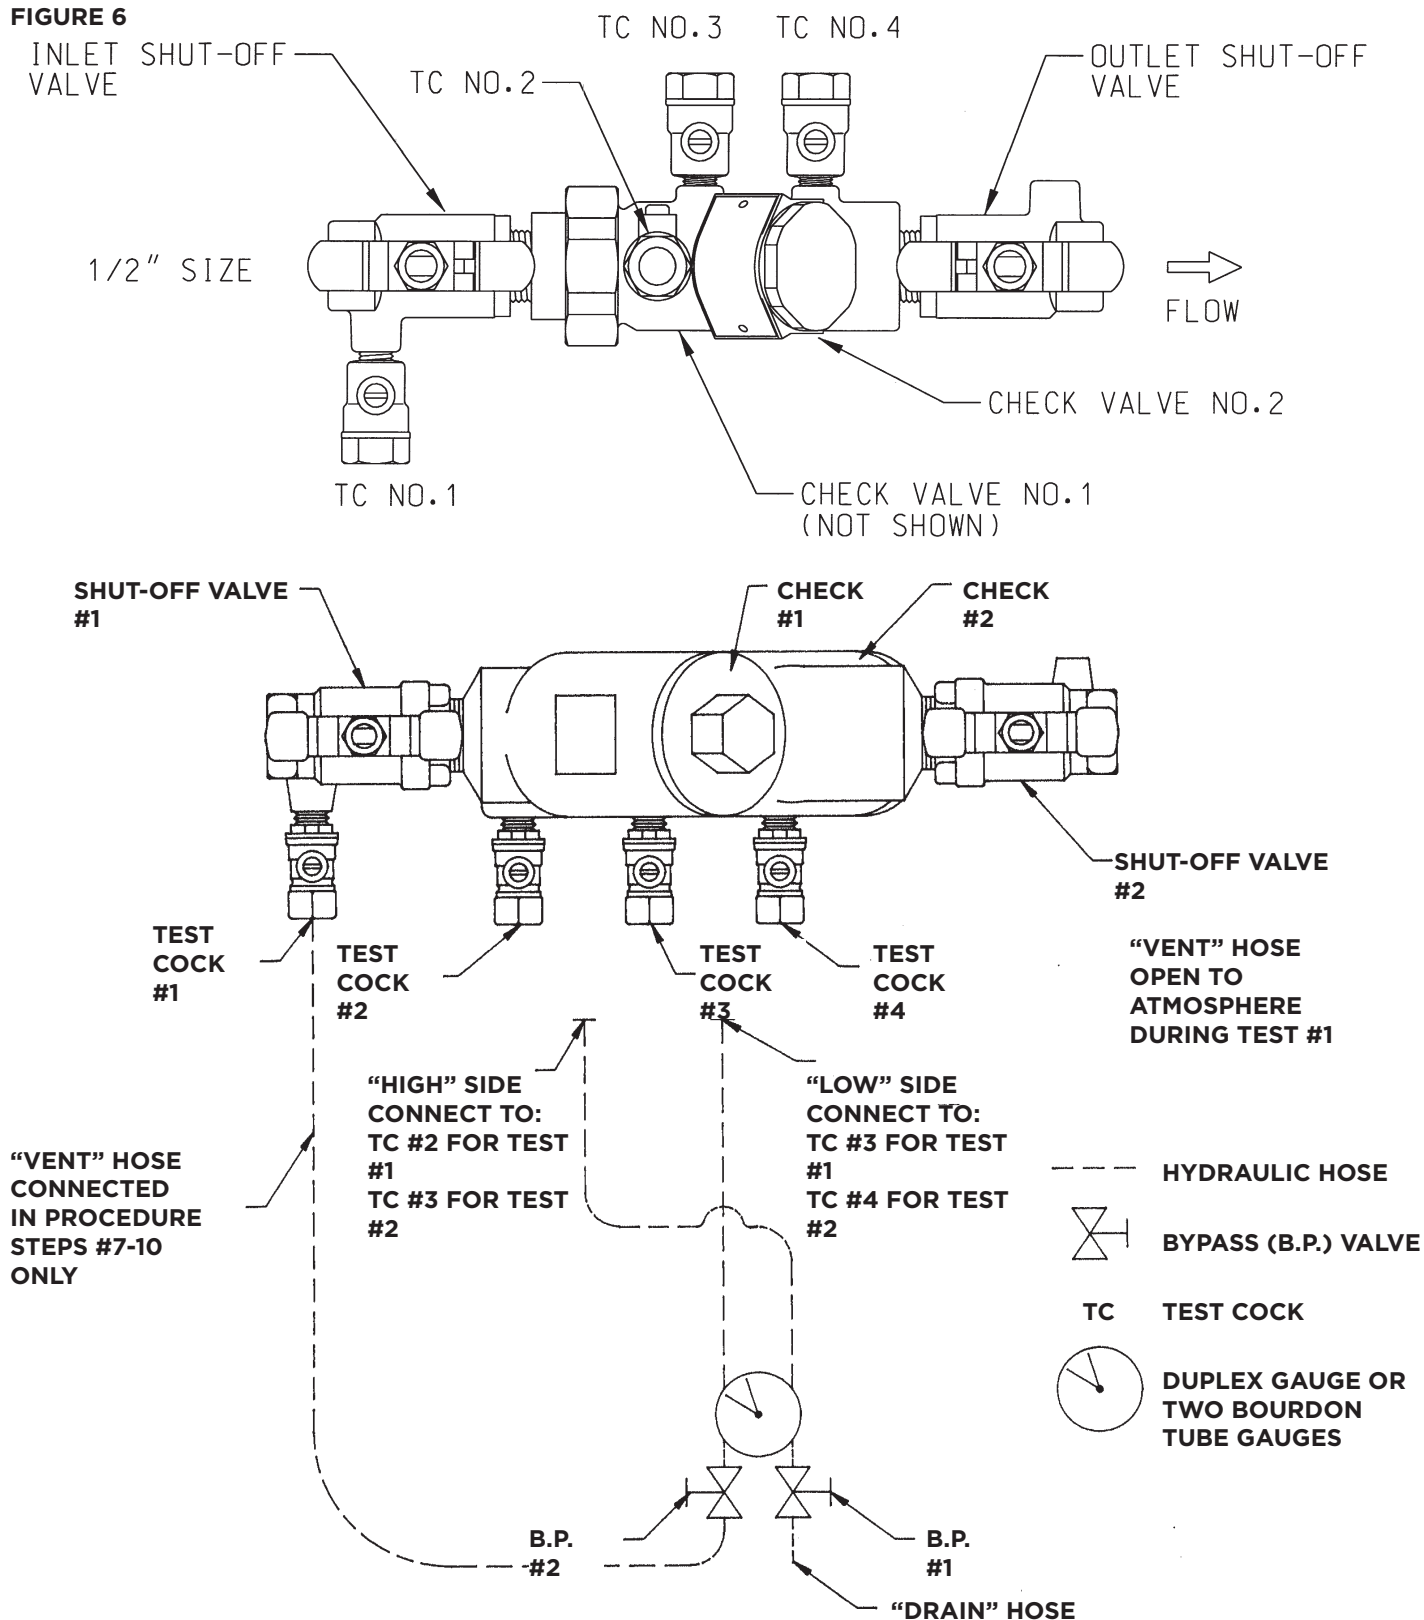 FIGURE 6
INLET SHUT-OFF
VALVE
TC NO.2
TC NO.3
TC NO.4
OUTLET SHUT-OFF
VALVE
1/2" SIZE
FLOW
CHECK VALVE NO.2
TC NO.1
CHECK VALVE NO.1
(NOT SHOWN)
SHUT-OFF VALVE
#1
CHECK
#1
CHECK
#2
SHUT-OFF VALVE
#2
TEST
COCK
#1
TEST
COCK
#2
TEST
COCK
#3
TEST
COCK
#4
“VENT” HOSE
OPEN TO
ATMOSPHERE
DURING TEST #1
“HIGH” SIDE
CONNECT TO:
TC #2 FOR TEST
#1
TC #3 FOR TEST
#2
“LOW” SIDE
CONNECT TO:
TC #3 FOR TEST
#1
TC #4 FOR TEST
#2
“VENT” HOSE
CONNECTED
IN PROCEDURE
STEPS #7-10
ONLY
HYDRAULIC HOSE
BYPASS (B.P.) VALVE
TC TEST COCK
DUPLEX GAUGE OR
TWO BOURDON
TUBE GAUGES
B.P.
#2
B.P.
#1
“DRAIN” HOSE